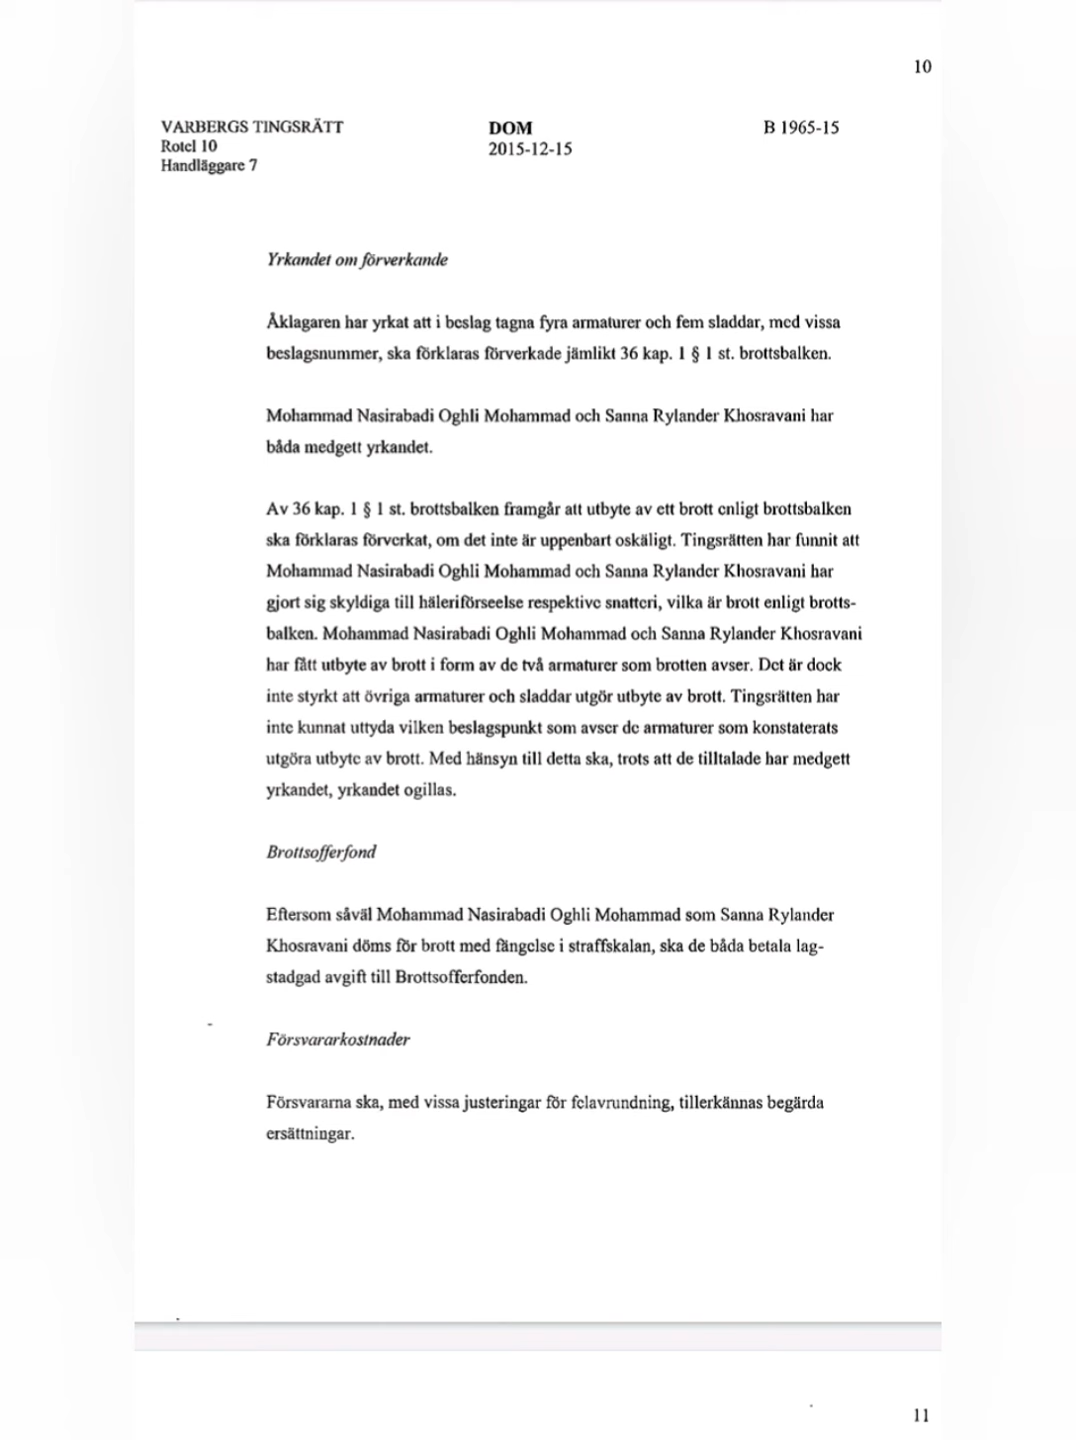 10
VARBERGS TINGSRÄTT
Rotel 10
Handläggare 7
DOM
2015-12-15
B 1965-15
Yrkandet om förverkande
Åklagaren har yrkat att i beslag tagna fyra armaturer och fem sladdar, med vissa
beslagsnummer, ska förklaras förverkade jämlikt 36 kap. 1 § 1 st. brottsbalken.
Mohammad Nasirabadi Oghli Mohammad och Sanna Rylander Khosravani har
båda medgett yrkandet.
Av 36 kap. 1 § 1 st. brottsbalken framgår att utbyte av ett brott enligt brottsbalken
ska förklaras förverkat, om det inte är uppenbart oskäligt. Tingsrätten har funnit att
Mohammad Nasirabadi Oghli Mohammad och Sanna Rylander Khosravani har
gjort sig skyldiga till häleriförseelse respektive snatteri, vilka är brott enligt brotts-
balken. Mohammad Nasirabadi Oghli Mohammad och Sanna Rylander Khosravani
har fått utbyte av brott i form av de två armaturer som brotten avser. Det är dock
inte styrkt att övriga armaturer och sladdar utgör utbyte av brott. Tingsrätten har
inte kunnat uttyda vilken beslagspunkt som avser de armaturer som konstaterats
utgöra utbyte av brott. Med hänsyn till detta ska, trots att de tilltalade har medgett
yrkandet, yrkandet ogillas.
Brottsofferfond
Eftersom såväl Mohammad Nasirabadi Oghli Mohammad som Sanna Rylander
Khosravani döms för brott med fängelse i straffskalan, ska de båda betala lag-
stadgad avgift till Brottsofferfonden.
Försvararkostnader
Försvararna ska, med vissa justeringar för felavrundning, tillerkännas begärda
ersättningar.
11